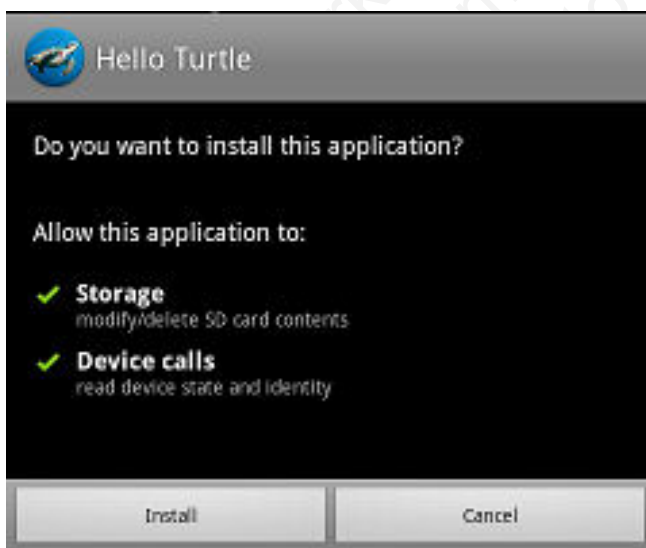 Hello Turtle
Do you want to install this application?
Allow this application to:
Storage
modify/delete SD card contents
Device calls
read device state and identity
Install
Cancel